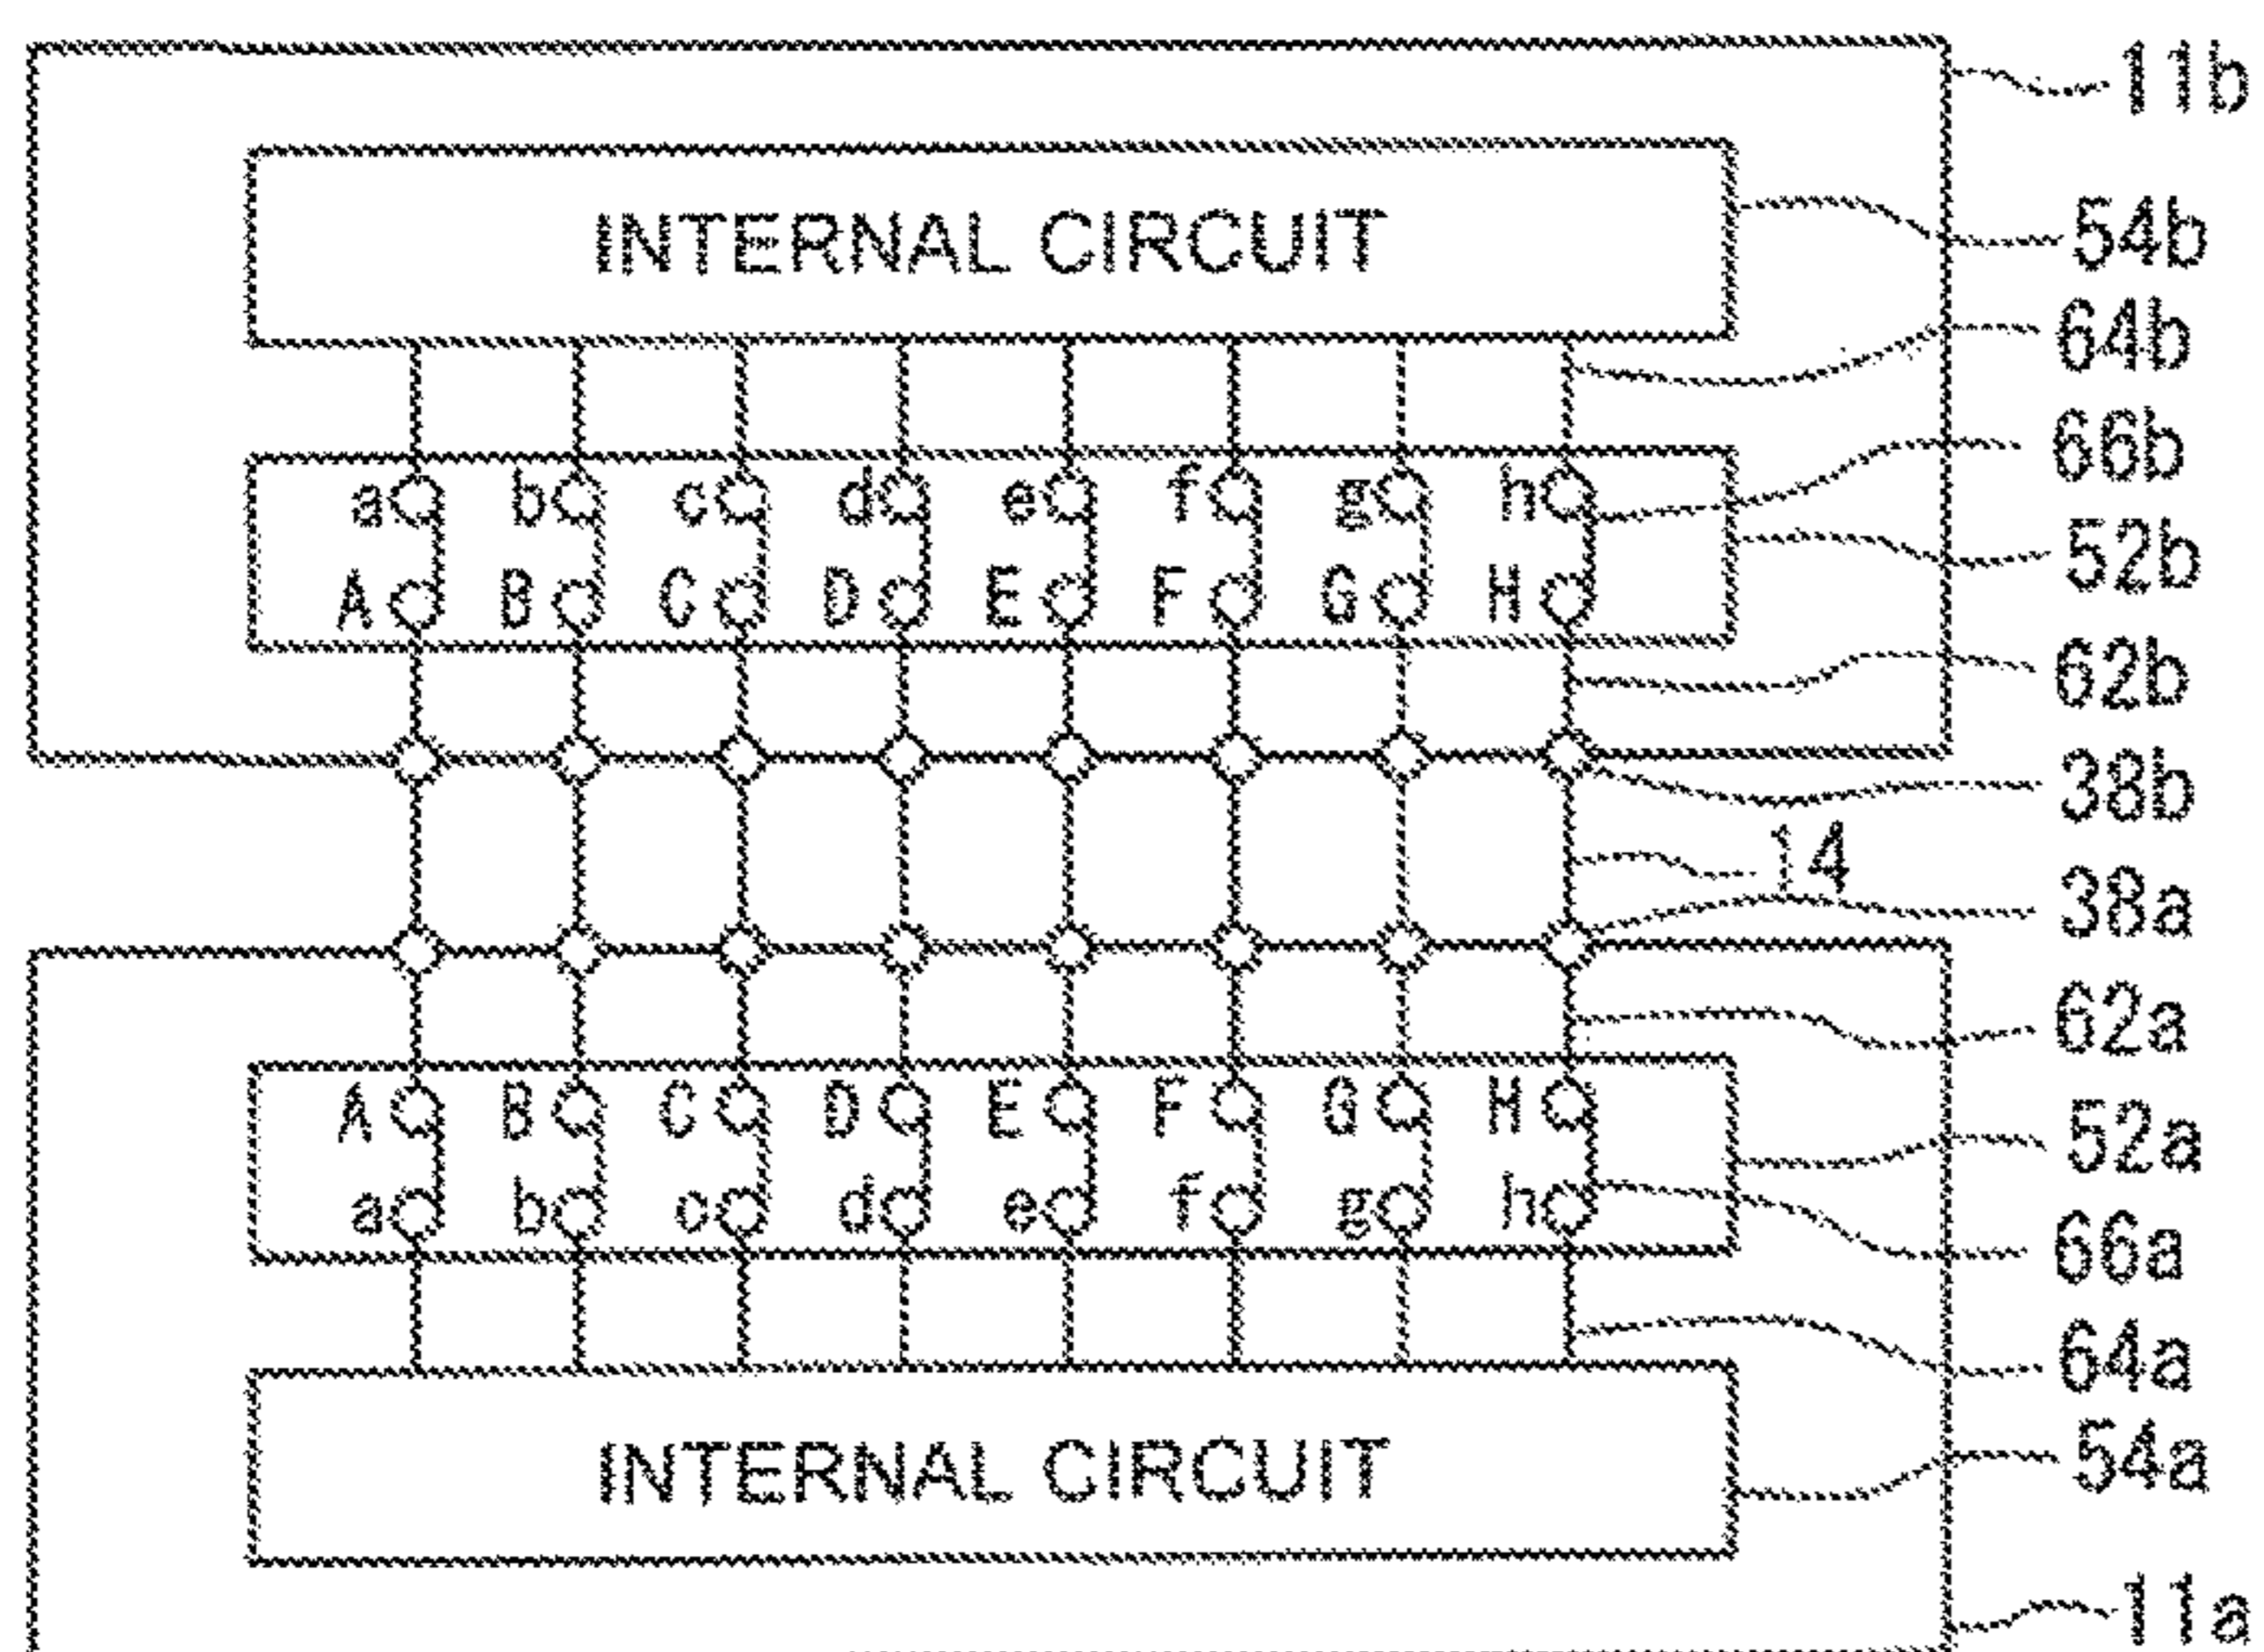 11b
INTERNAL CIRCUIT
54b
64b
66b
a b c d e f g h
52b
A B C D E F G H
62b
38b
14
38a
62a
A B C D E F G H
52a
a b c d e f g h
66a
64a
INTERNAL CIRCUIT
54a
11a